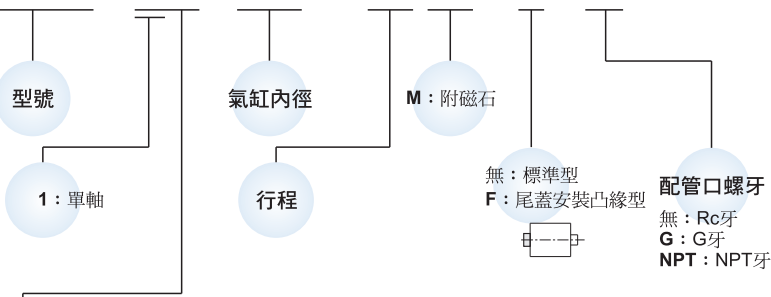 型號
氣缸內徑
M：附磁石
1：單軸
行程
無：標準型
F：尾蓋安裝凸緣型
配管口螺牙
無：Rc牙
G：G牙
NPT：NPT牙